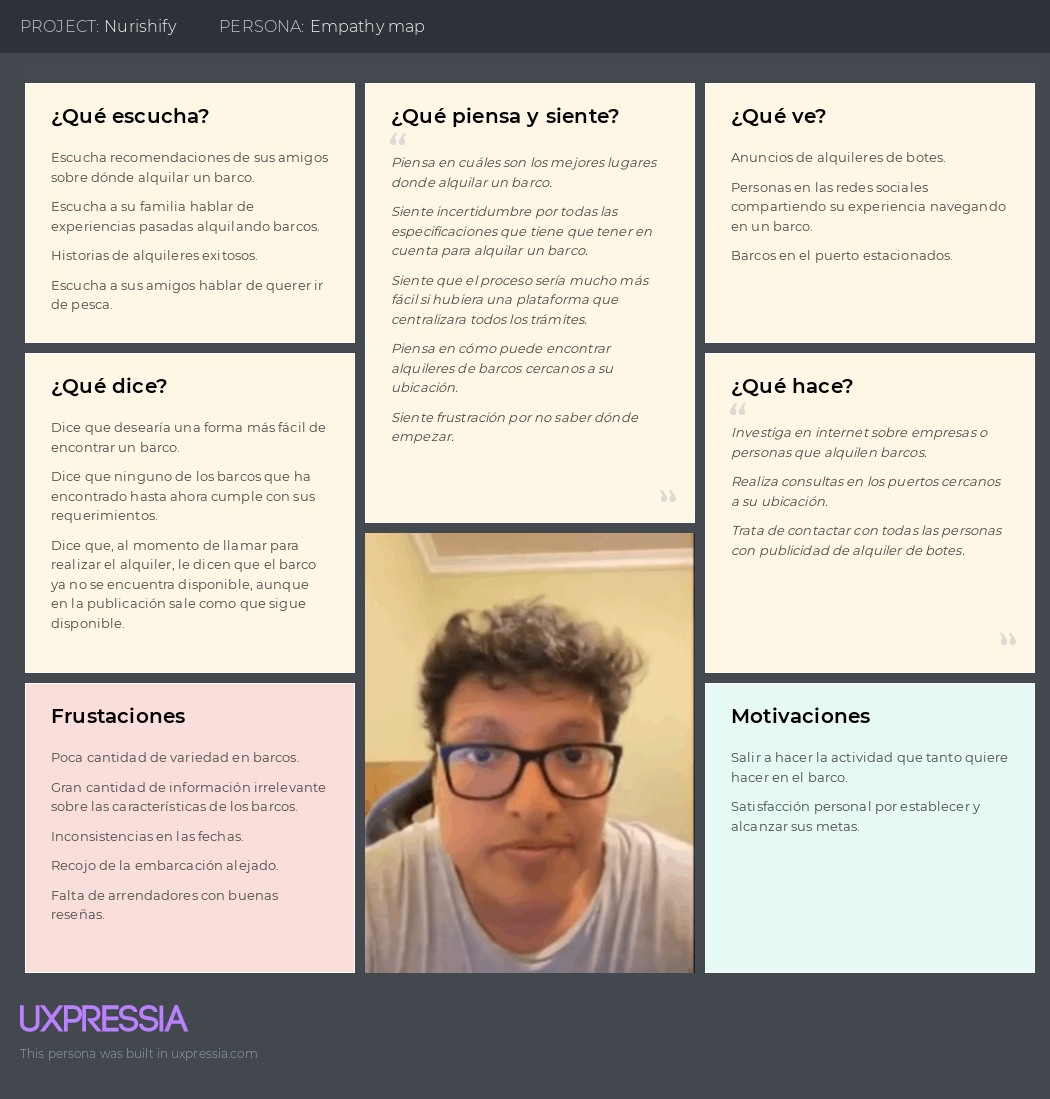 PROJECT: Nurishify PERSONA: Empathy map
¿Qué escucha?
Escucha recomendaciones de sus amigos
sobre dónde alquilar un barco.
Escucha a su familia hablar de
experiencias pasadas alquilando barcos.
Historias de alquileres exitosos.
Escucha a sus amigos hablar de querer ir
de pesca.
¿Qué piensa y siente?
“
Piensa en cuáles son los mejores lugares
donde alquilar un barco.
Siente incertidumbre por todas las
especificaciones que tiene que tener en
cuenta para alquilar un barco.
Siente que el proceso sería mucho más
fácil si hubiera una plataforma que
centralizara todos los trámites.
Piensa en cómo puede encontrar
alquileres de barcos cercanos a su
ubicación.
Siente frustración por no saber dónde
empezar.
”
¿Qué ve?
Anuncios de alquileres de botes.
Personas en las redes sociales
compartiendo su experiencia navegando
en un barco.
Barcos en el puerto estacionados.
¿Qué dice?
Dice que desearía una forma más fácil de
encontrar un barco.
Dice que ninguno de los barcos que ha
encontrado hasta ahora cumple con sus
requerimientos.
Dice que, al momento de llamar para
realizar el alquiler, le dicen que el barco
ya no se encuentra disponible, aunque
en la publicación sale como que sigue
disponible.
¿Qué hace?
“
Investiga en internet sobre empresas o
personas que alquilen barcos.
Realiza consultas en los puertos cercanos
a su ubicación.
Trata de contactar con todas las personas
con publicidad de alquiler de botes.
”
Frustaciones
Poca cantidad de variedad en barcos.
Gran cantidad de información irrelevante
sobre las características de los barcos.
Inconsistencias en las fechas.
Recojo de la embarcación alejado.
Falta de arrendadores con buenas
reseñas.
Motivaciones
Salir a hacer la actividad que tanto quiere
hacer en el barco.
Satisfacción personal por establecer y
alcanzar sus metas.
UXPRESSIA
This persona was built in uxpressia.com